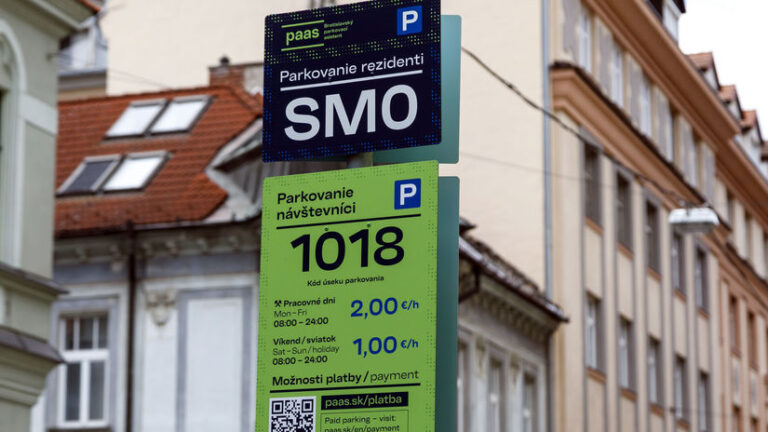 paas
Bratislavský
parkovací
asistent
P
Parkovanie rezidenti
SM0
Parkovanie
návštevníci
P
1018
Kód úseku parkovania
Pracovné dni
Mon – Fri
08:00 – 24:00
2,00 €/h
Víkend / sviatok
Sat – Sun / holiday
08:00 – 24:00
1,00 €/h
Možnosti platby / payment
paas.sk/platba
Paid parking – visit:
paas.sk/en/payment